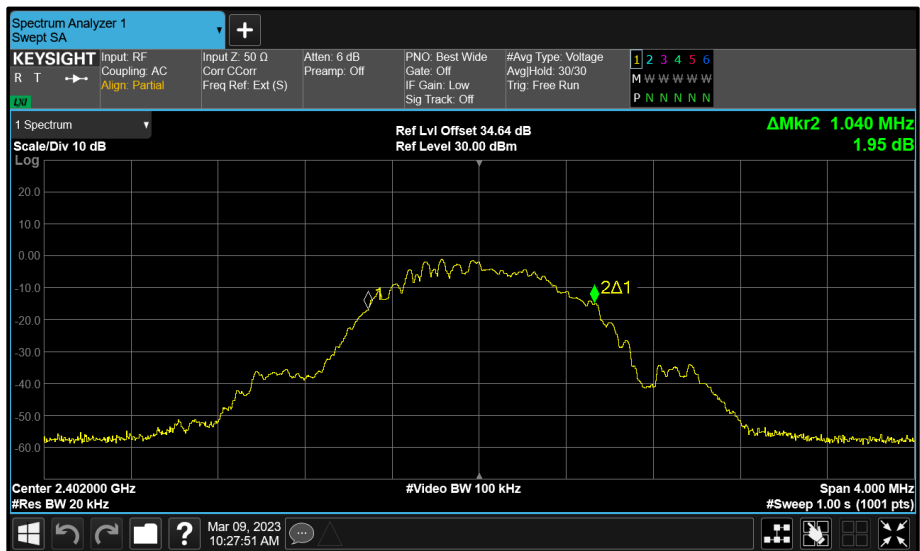 Spectrum Analyzer 1
Swept SA
KEYSIGHT
R T
LXI
Input: RF
Coupling: AC
Align: Partial
Input Z: 50 Ω
Corr CCorr
Freq Ref: Ext (S)
Atten: 6 dB
Preamp: Off
PNO: Best Wide
Gate: Off
IF Gain: Low
Sig Track: Off
#Avg Type: Voltage
Avg|Hold: 30/30
Trig: Free Run
1 2 3 4 5 6
M W W W W W
P N N N N N
1 Spectrum
Scale/Div 10 dB
Ref Lvl Offset 34.64 dB
Ref Level 30.00 dBm
ΔMkr2 1.040 MHz
1.95 dB
Log
20.0
10.0
0.00
-10.0
-20.0
-30.0
-40.0
-50.0
-60.0
1
2Δ1
Center 2.402000 GHz
#Res BW 20 kHz
#Video BW 100 kHz
Span 4.000 MHz
#Sweep 1.00 s (1001 pts)
?
Mar 09, 2023
10:27:51 AM